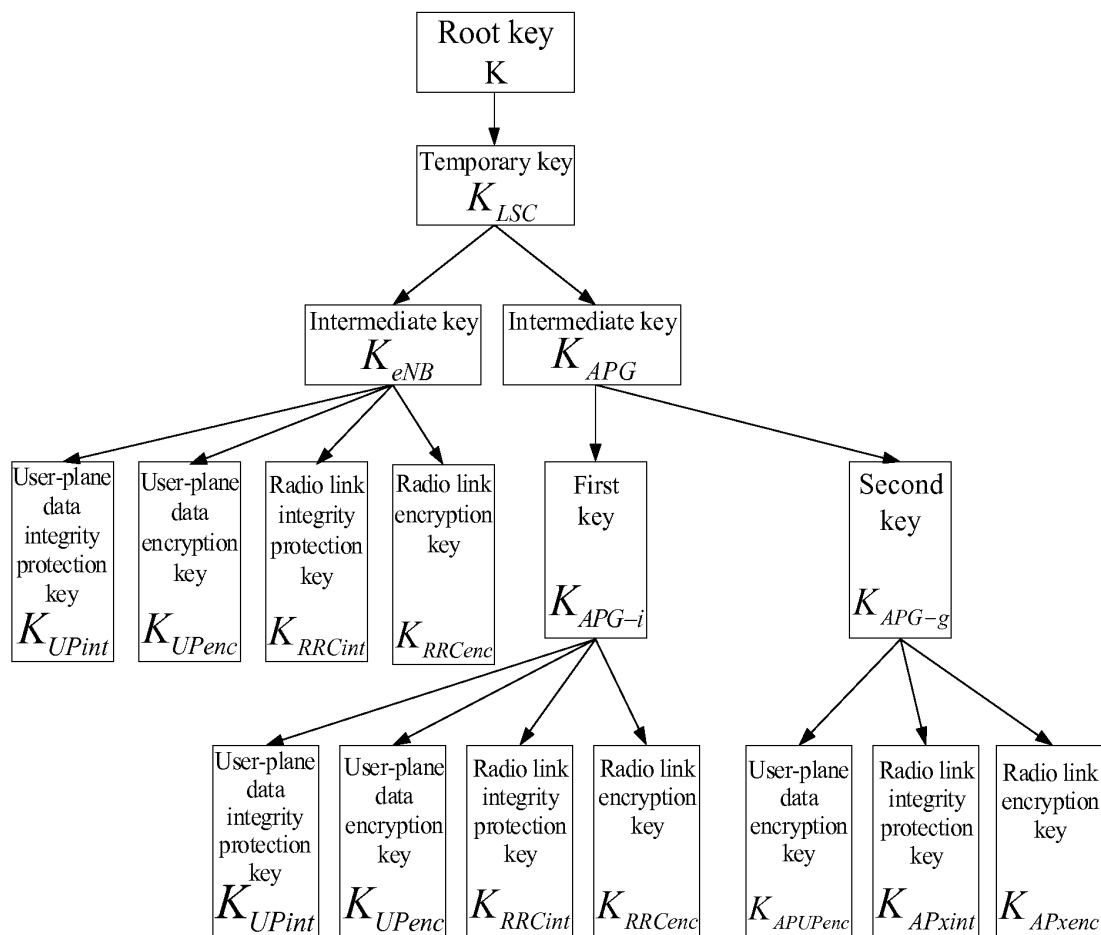 Root key
K
Temporary key
K_LSC
Intermediate key
K_eNB
Intermediate key
K_APG
User-plane
data
integrity
protection
key
K_UPint
User-plane
data
encryption
key
K_UPenc
Radio link
integrity
protection
key
K_RRCint
Radio link
encryption
key
K_RRCenc
First
key
K_APG-i
Second
key
K_APG-g
User-plane
data
integrity
protection
key
K_UPint
User-plane
data
encryption
key
K_UPenc
Radio link
integrity
protection
key
K_RRCint
Radio link
encryption
key
K_RRCenc
User-plane
data
encryption
key
K_APUPenc
Radio link
integrity
protection
key
K_APxint
Radio link
encryption
key
K_APxenc